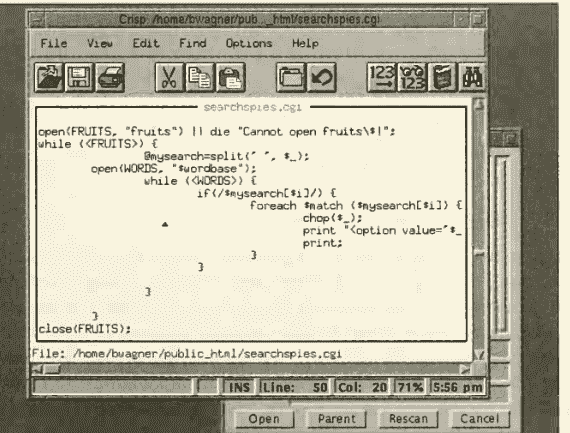 Crisp /home/bwagner/pub_._html/searchspies.cgi
File View Edit Find Options Help
123 123
searchspies.cgi
open(FRUITS, "fruits") || die "Cannot open fruits\$|";
while (<FRUITS>) {
@mysearch=split(" ", $_);
open(WORDS, "$wordbase");
while (<WORDS>) {
if(/$mysearch[$i]/) {
foreach $match ($mysearch[$i]) {
chop($_);
print "<option value="$_
print;
}
}
}
}
close(FRUITS);
File: /home/bwagner/public_html/searchspies.cgi
INS Line: 50 Col: 20 71% 5:56 pm
Open Parent Rescan Cancel